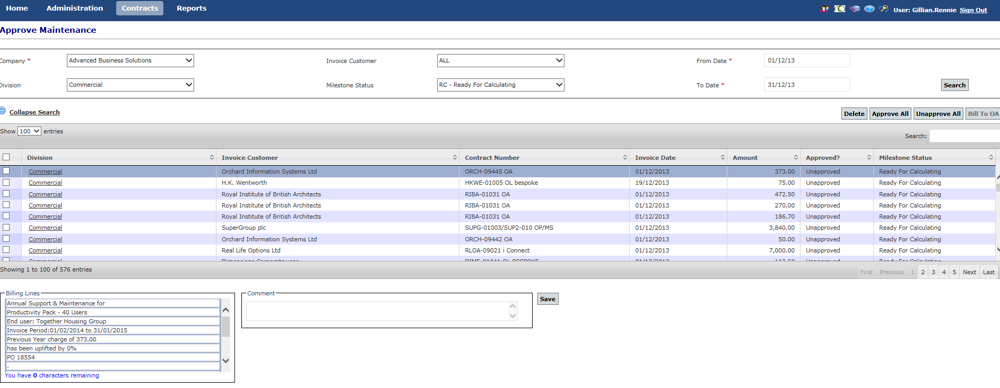 Home Administration Contracts Reports User: Gillian.Rennie Sign Out
Approve Maintenance
Company * Advanced Business Solutions Invoice Customer ALL From Date * 01/12/13
Division Commercial Milestone Status RC - Ready For Calculating To Date * 31/12/13 Search
Collapse Search Delete Approve All Unapprove All Bill To OA
Show 100 entries
Search:
Division Invoice Customer Contract Number Invoice Date Amount Approved? Milestone Status
Commercial Orchard Information Systems Ltd ORCH-09445 OA 01/12/2013 373.00 Unapproved Ready For Calculating
Commercial H.K. Wentworth HKWE-01005 OL bespoke 19/12/2013 75.00 Unapproved Ready For Calculating
Commercial Royal Institute of British Architects RIBA-01031 OA 01/12/2013 472.50 Unapproved Ready For Calculating
Commercial Royal Institute of British Architects RIBA-01031 OA 01/12/2013 270.00 Unapproved Ready For Calculating
Commercial Royal Institute of British Architects RIBA-01031 OA 01/12/2013 186.70 Unapproved Ready For Calculating
Commercial SuperGroup plc SUPG-01003/SUP2-010 OP/MS 01/12/2013 3,840.00 Unapproved Ready For Calculating
Commercial Orchard Information Systems Ltd ORCH-09442 OA 01/12/2013 50.00 Unapproved Ready For Calculating
Commercial Real Life Options Ltd RLOA-09021 i Connect 01/12/2013 7,000.00 Unapproved Ready For Calculating
Commercial 01/12/2013 Unapproved Ready For Calculating
Showing 1 to 100 of 576 entries First Previous 1 2 3 4 5 Next Last
Billing Lines
Annual Support & Maintenance for
Productivity Pack - 40 Users
End user: Together Housing Group
Invoice Period:01/02/2014 to 31/01/2015
Previous Year charge of 373.00
has been uplifted by 0%
PO 18554
.
You have 0 characters remaining
Comment
Save